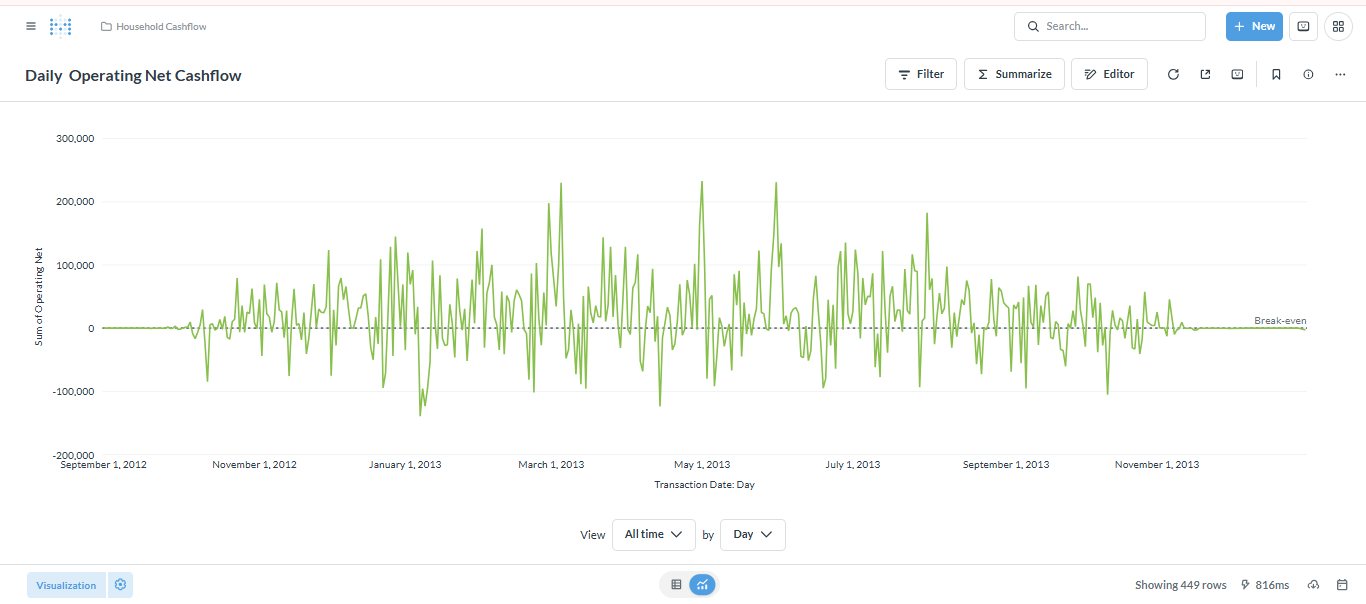 Household Cashflow
Search...
+ New
Daily Operating Net Cashflow
Filter
Summarize
Editor
300,000
200,000
100,000
0
-100,000
-200,000
Sum of Operating Net
Break-even
September 1, 2012
November 1, 2012
January 1, 2013
March 1, 2013
May 1, 2013
July 1, 2013
September 1, 2013
November 1, 2013
Transaction Date: Day
View All time by Day
Visualization
Showing 449 rows
816ms